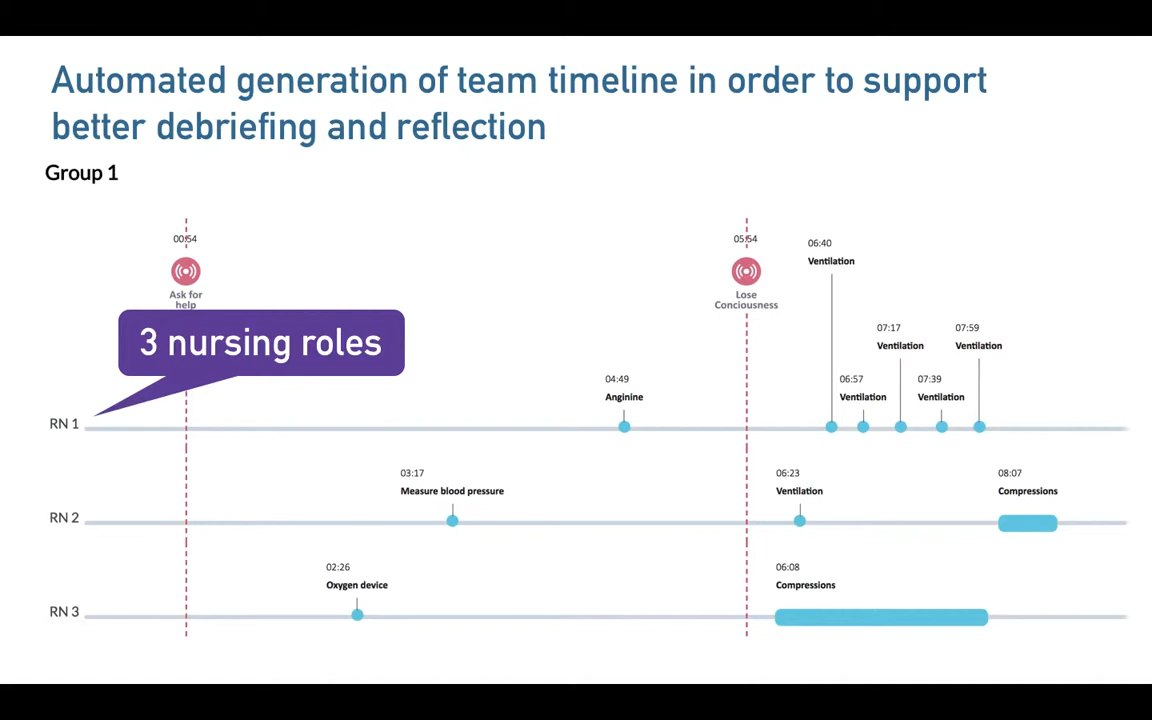 Automated generation of team timeline in order to support
better debriefing and reflection
Group 1
00:54
Ask for
help
05:54
Lose
Conciousness
3 nursing roles
06:40
Ventilation
07:17
Ventilation
07:59
Ventilation
04:49
Anginine
06:57
Ventilation
07:39
Ventilation
RN 1
03:17
Measure blood pressure
06:23
Ventilation
08:07
Compressions
RN 2
02:26
Oxygen device
06:08
Compressions
RN 3